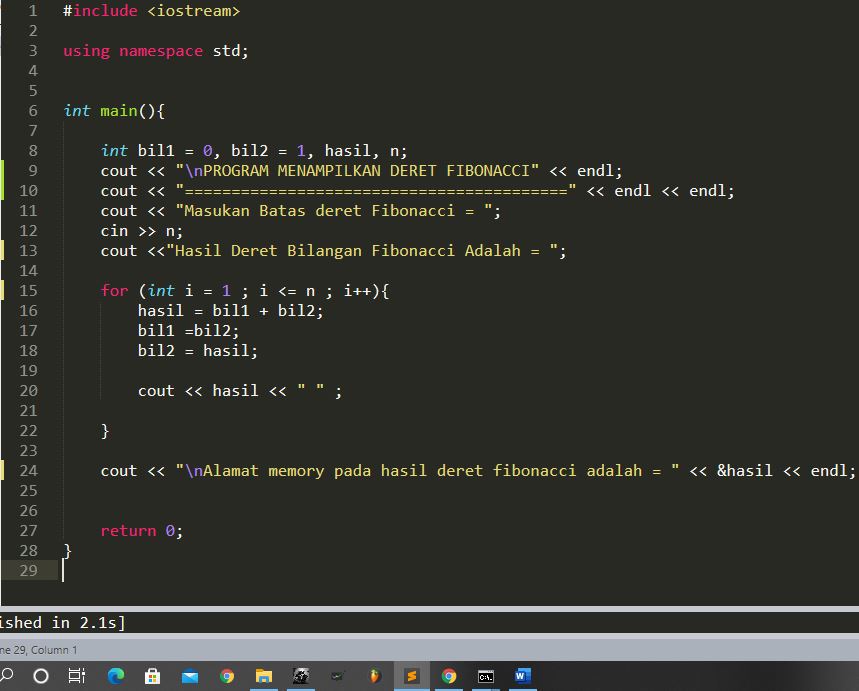 1 #include <iostream>
2
3 using namespace std;
4
5
6 int main(){
7
8 int bil1 = 0, bil2 = 1, hasil, n;
9 cout << "\nPROGRAM MENAMPILKAN DERET FIBONACCI" << endl;
10 cout << "=========================================" << endl << endl;
11 cout << "Masukan Batas deret Fibonacci = ";
12 cin >> n;
13 cout <<"Hasil Deret Bilangan Fibonacci Adalah = ";
14
15 for (int i = 1 ; i <= n ; i++){
16 hasil = bil1 + bil2;
17 bil1 =bil2;
18 bil2 = hasil;
19
20 cout << hasil << " " ;
21
22 }
23
24 cout << "\nAlamat memory pada hasil deret fibonacci adalah = " << &hasil << endl;
25
26
27 return 0;
28 }
29
ished in 2.1s]
ne 29, Column 1